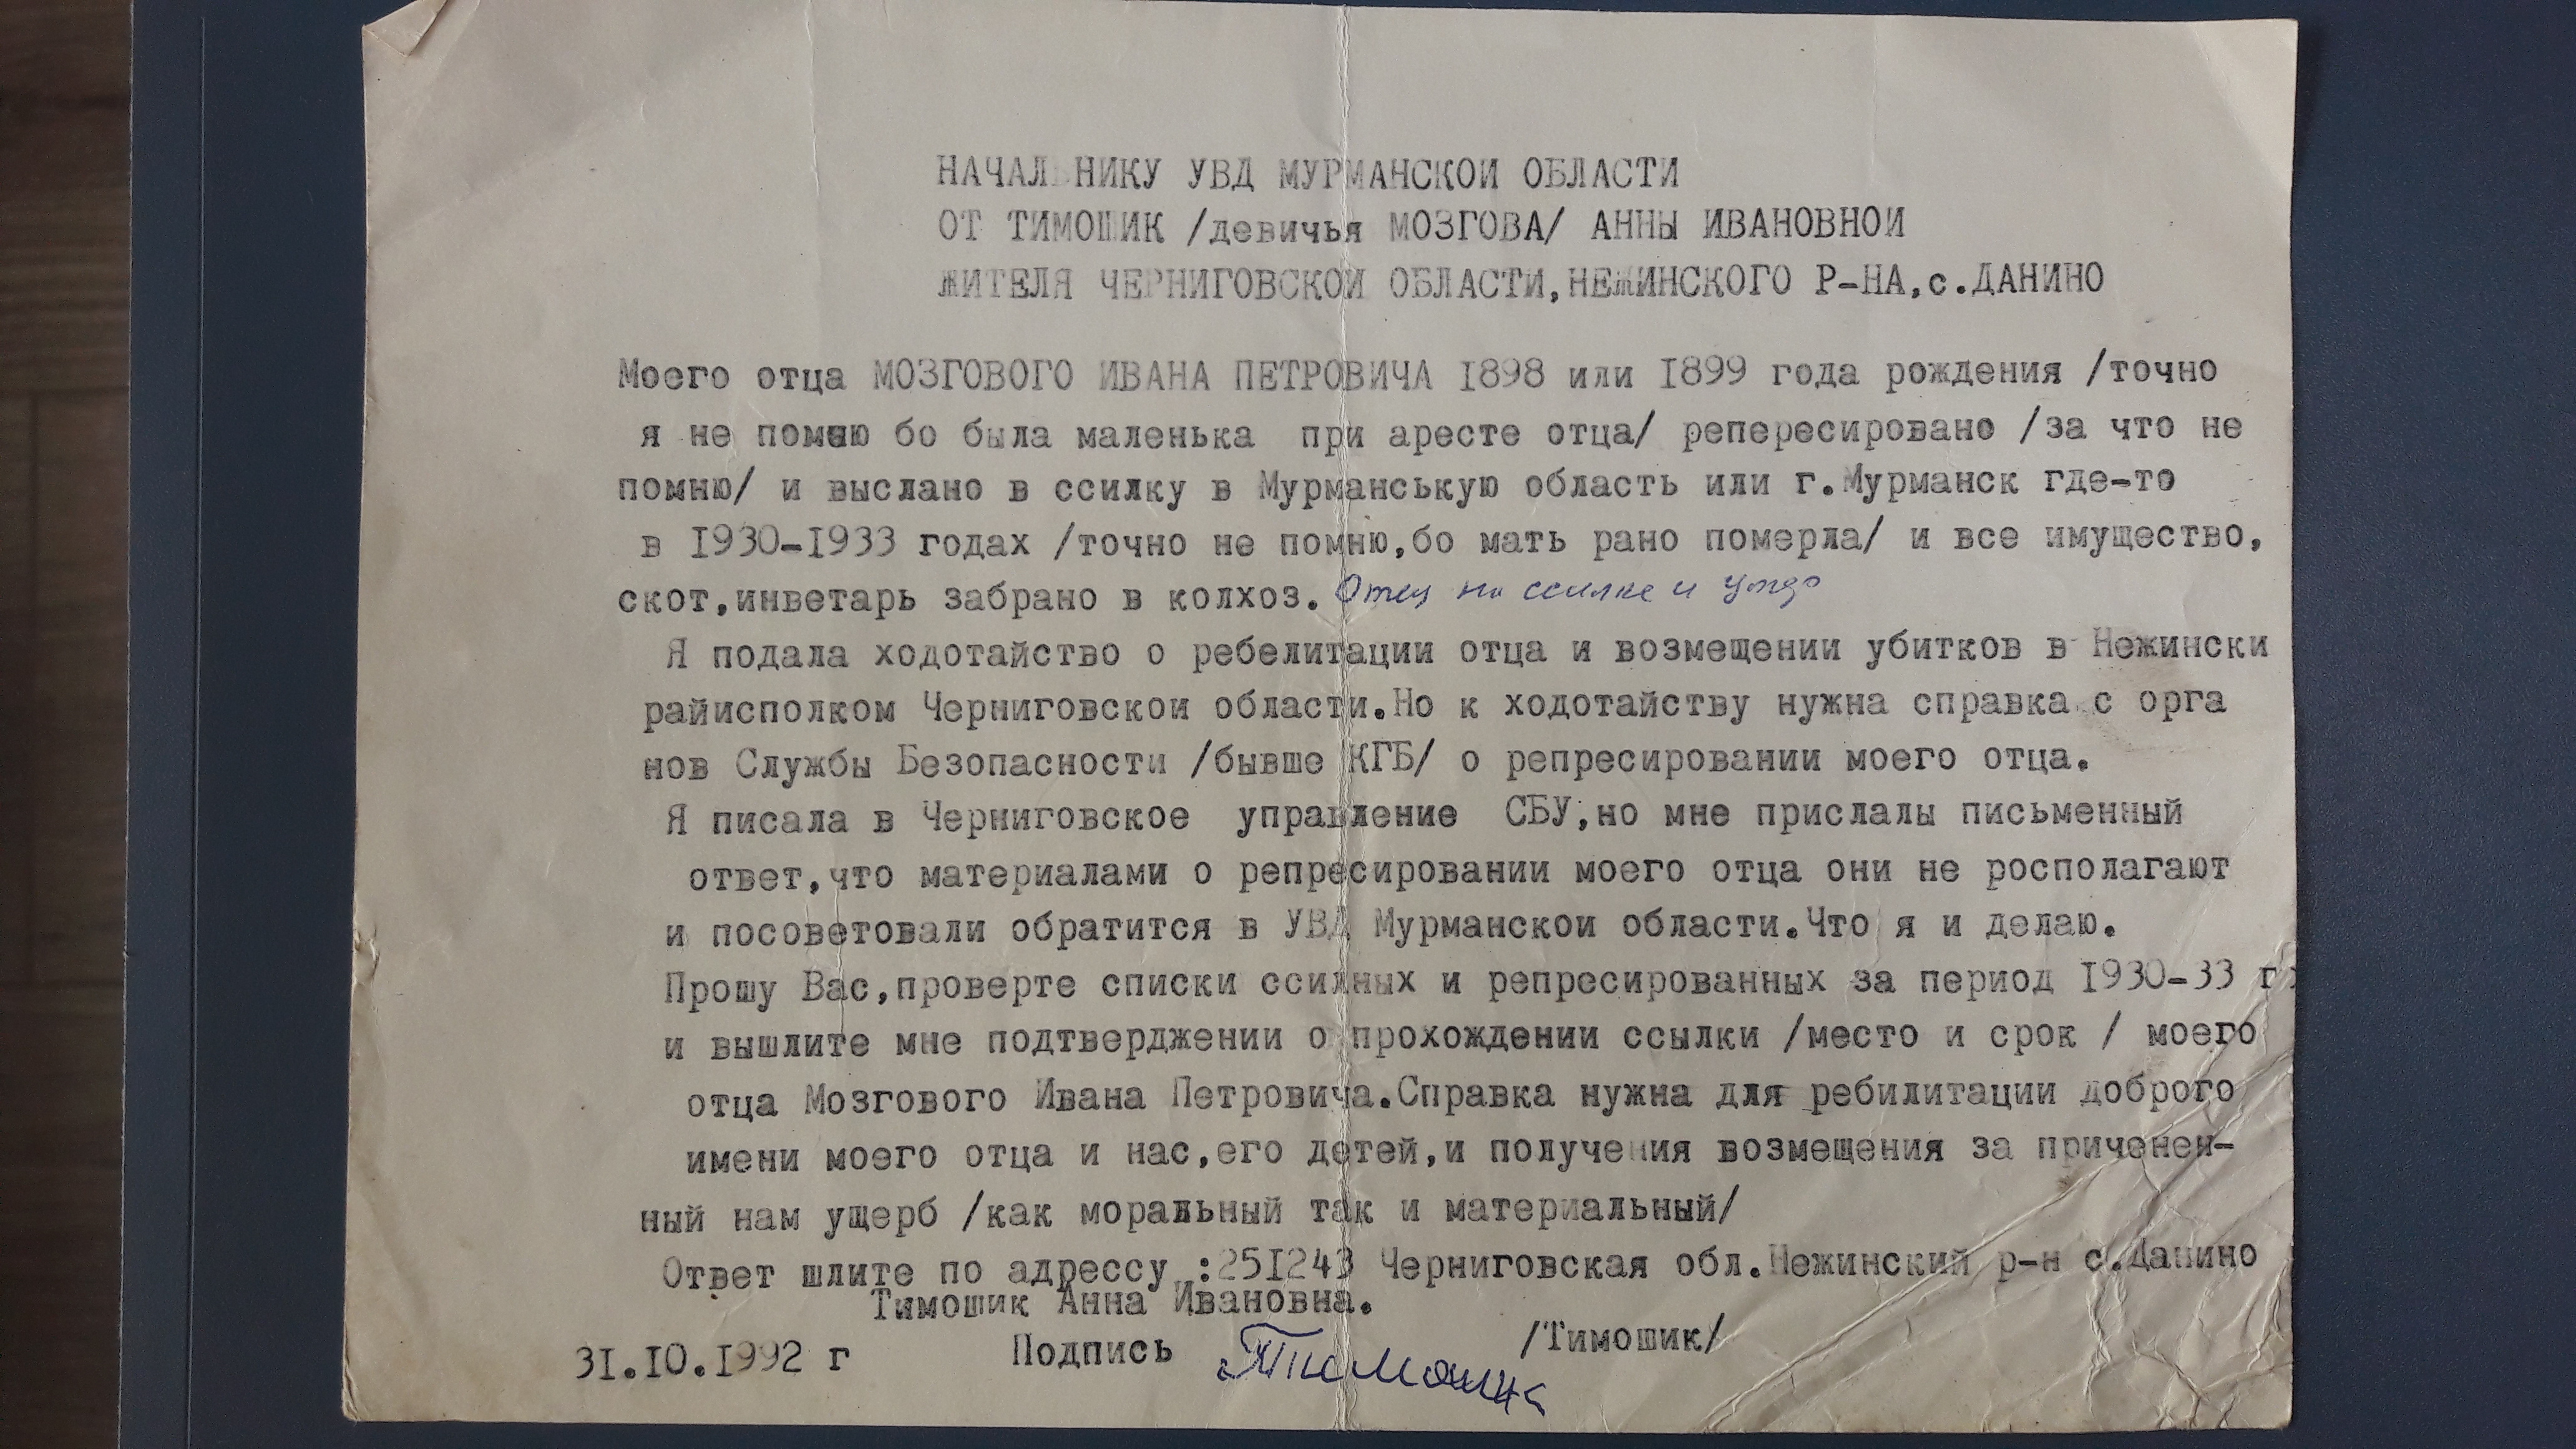 НАЧАЛЬНИКУ УВД МУРМАНСКОИ ОБЛАСТИ
ОТ ТИМОШИК /девичья МОЗГОВА/ АННЫ ИВАНОВНОИ
ЖИТЕЛЯ ЧЕРНИГОВСКОИ ОБЛАСТИ,НЕЖИНСКОГО Р-НА,с.ДАНИНО
Моего отца МОЗГОВОГО ИВАНА ПЕТРОВИЧА 1898 или 1899 года рождения /точно
я не помню бо была маленька при аресте отца/ репересировано /за что не
помню/ и выслано в ссилку в Мурманськую область или г.Мурманск где-то
в 1930-1933 годах /точно не помню,бо мать рано померла/ и все имущество,
скот,инветарь забрано в колхоз. Отец на ссилке и
Я подала ходотайство о ребелитации отца и возмещении убитков в Нежински
райисполком Черниговскои области.Но к ходотайству нужна справка с орга
нов Службы Безопасности /бывше КГБ/ о репресировании моего отца.
Я писала в Черниговское управление СБУ,но мне прислалы письменный
ответ,что материалами о репресировании моего отца они не росполагают
и посоветовали обратится в УВД Мурманскои области.Что я и делаю.
Прошу Вас,проверте списки ссилных и репресированных за период 1930-33 г
и вышлите мне подтверджении о прохождении ссылки /место и срок / моего
отца Мозгового Ивана Петровича.Справка нужна для ребилитации доброго
имени моего отца и нас,его детей,и получения возмещения за приченен-
ный нам ущерб /как моральный так и материальный/
Ответ шлите по адрессу :251243 Черниговская обл.Нежинский р-н с.Данино
Тимошик Анна Ивановна.
31.10.1992 г Подпись Тимошик /Тимошик/